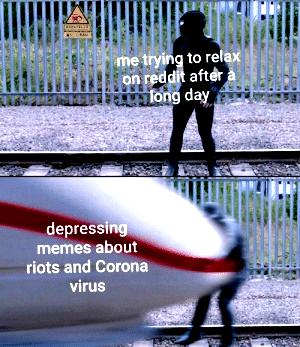 me trying to relax
on reddit after a
long day
depressing
memes about
riots and Corona
virus